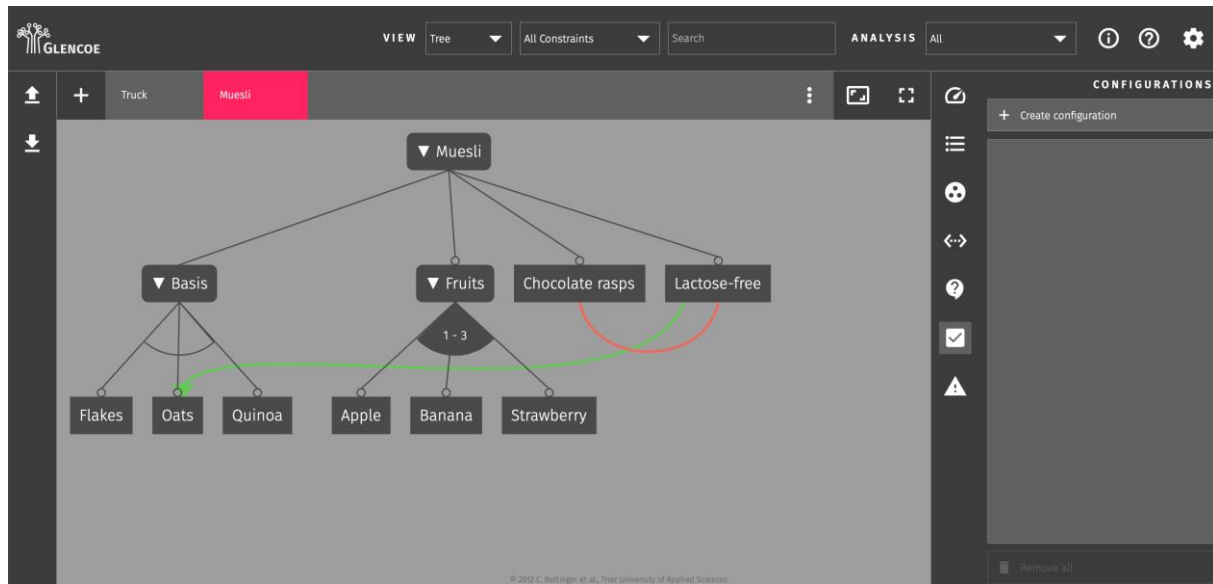 GLENCOE
VIEW Tree All Constraints Search ANALYSIS All
Truck Muesli
CONFIGURATIONS
+ Create configuration
▼ Muesli
▼ Basis ▼ Fruits Chocolate rasps Lactose-free
1 - 3
Flakes Oats Quinoa Apple Banana Strawberry
Remove all
© 2012 C. Bettinger et al., Trier University of Applied Sciences